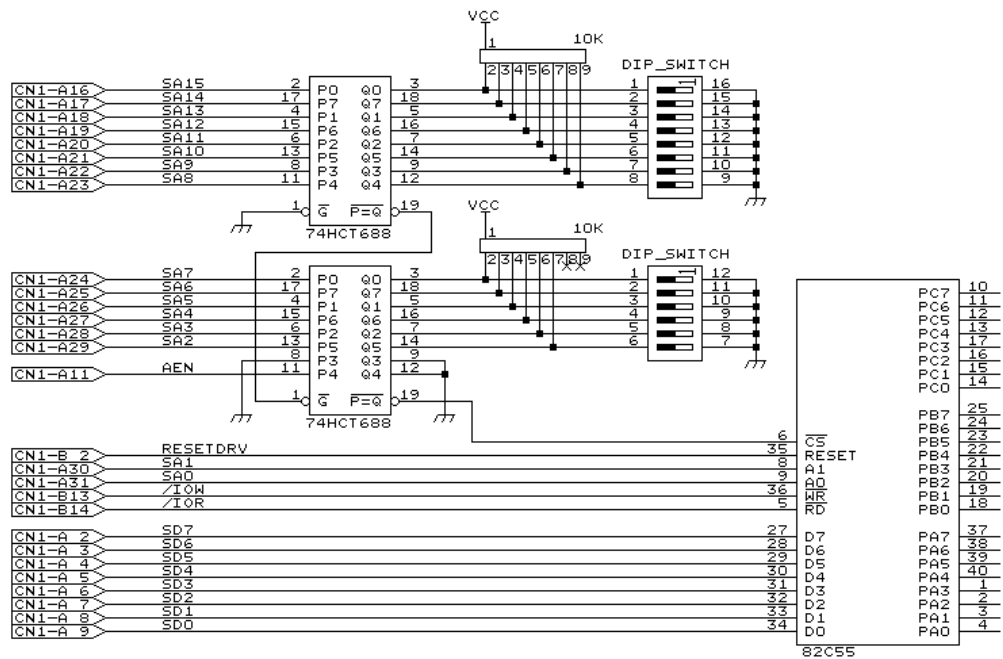 VCC
1 10K
2 3 4 5 6 7 8 9
DIP_SWITCH
CN1-A16 SA15 2 P0 Q0 3 1 16
CN1-A17 SA14 17 P7 Q7 18 2 15
CN1-A18 SA13 4 P1 Q1 5 3 14
CN1-A19 SA12 15 P6 Q6 16 4 13
CN1-A20 SA11 6 P2 Q2 7 5 12
CN1-A21 SA10 13 P5 Q5 14 6 11
CN1-A22 SA9 8 P3 Q3 9 7 10
CN1-A23 SA8 11 P4 Q4 12 8 9
1 G P=Q 19
74HCT688
VCC
1 10K
2 3 4 5 6 7 8 9
DIP_SWITCH
CN1-A24 SA7 2 P0 Q0 3 1 12
CN1-A25 SA6 17 P7 Q7 18 2 11
CN1-A26 SA5 4 P1 Q1 5 3 10
CN1-A27 SA4 15 P6 Q6 16 4 9
CN1-A28 SA3 6 P2 Q2 7 5 8
CN1-A29 SA2 13 P5 Q5 14 6 7
8 P3 Q3 9
CN1-A11 AEN 11 P4 Q4 12
1 G P=Q 19
74HCT688
6 CS
CN1-B 2 RESETDRV 35 RESET
CN1-A30 SA1 8 A1
CN1-A31 SA0 9 A0
CN1-B13 /IOW 36 WR
CN1-B14 /IOR 5 RD
CN1-A 2 SD7 27 D7
CN1-A 3 SD6 28 D6
CN1-A 4 SD5 29 D5
CN1-A 5 SD4 30 D4
CN1-A 6 SD3 31 D3
CN1-A 7 SD2 32 D2
CN1-A 8 SD1 33 D1
CN1-A 9 SD0 34 D0
PC7 10
PC6 11
PC5 12
PC4 13
PC3 17
PC2 16
PC1 15
PC0 14
PB7 25
PB6 24
PB5 23
PB4 22
PB3 21
PB2 20
PB1 19
PB0 18
PA7 37
PA6 38
PA5 39
PA4 40
PA3 1
PA2 2
PA1 3
PA0 4
82C55